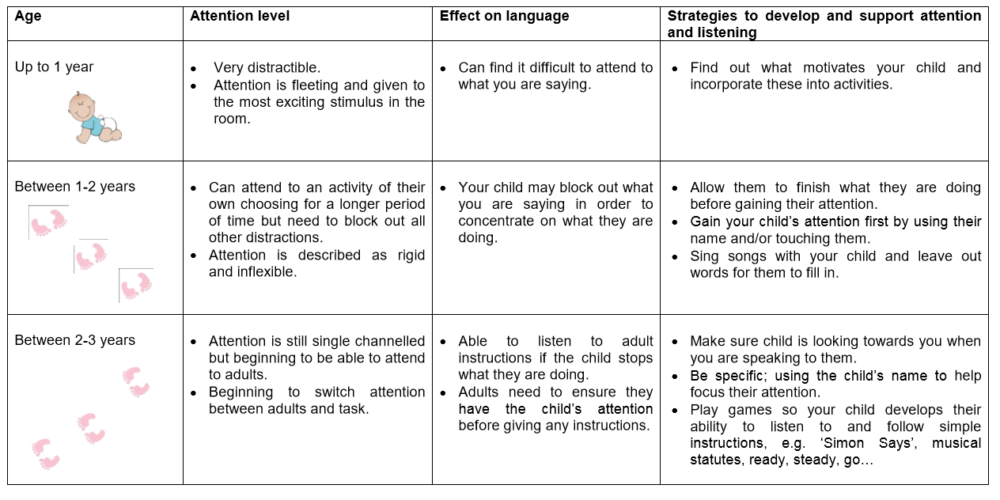 Age
Attention level
Effect on language
Strategies to develop and support attention
and listening
Up to 1 year
• Very distractible.
• Attention is fleeting and given to
the most exciting stimulus in the
room.
• Can find it difficult to attend to
what you are saying.
• Find out what motivates your child and
incorporate these into activities.
Between 1-2 years
• Can attend to an activity of their
own choosing for a longer period
of time but need to block out all
other distractions.
• Attention is described as rigid
and inflexible.
• Your child may block out what
you are saying in order to
concentrate on what they are
doing.
• Allow them to finish what they are doing
before gaining their attention.
• Gain your child’s attention first by using their
name and/or touching them.
• Sing songs with your child and leave out
words for them to fill in.
Between 2-3 years
• Attention is still single channelled
but beginning to be able to attend
to adults.
• Beginning to switch attention
between adults and task.
• Able to listen to adult
instructions if the child stops
what they are doing.
• Adults need to ensure they
have the child’s attention
before giving any instructions.
• Make sure child is looking towards you when
you are speaking to them.
• Be specific; using the child’s name to help
focus their attention.
• Play games so your child develops their
ability to listen to and follow simple
instructions, e.g. ‘Simon Says’, musical
statutes, ready, steady, go…